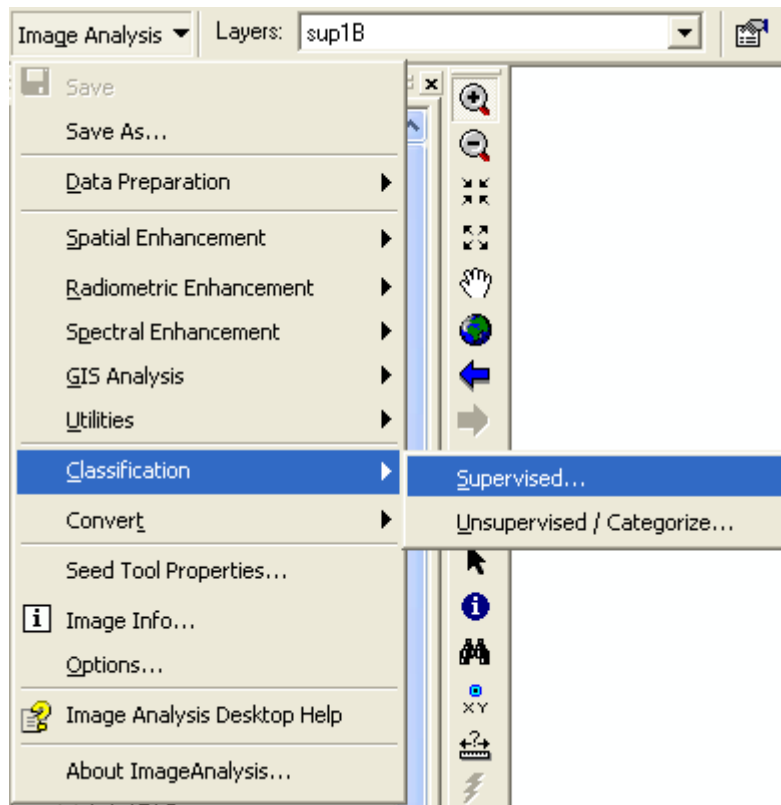 Image Analysis Layers: sup1B
Save
Save As...
Data Preparation
Spatial Enhancement
Radiometric Enhancement
Spectral Enhancement
GIS Analysis
Utilities
Classification
Supervised...
Convert
Unsupervised / Categorize...
Seed Tool Properties...
i Image Info...
Options...
Image Analysis Desktop Help
XY
About ImageAnalysis...